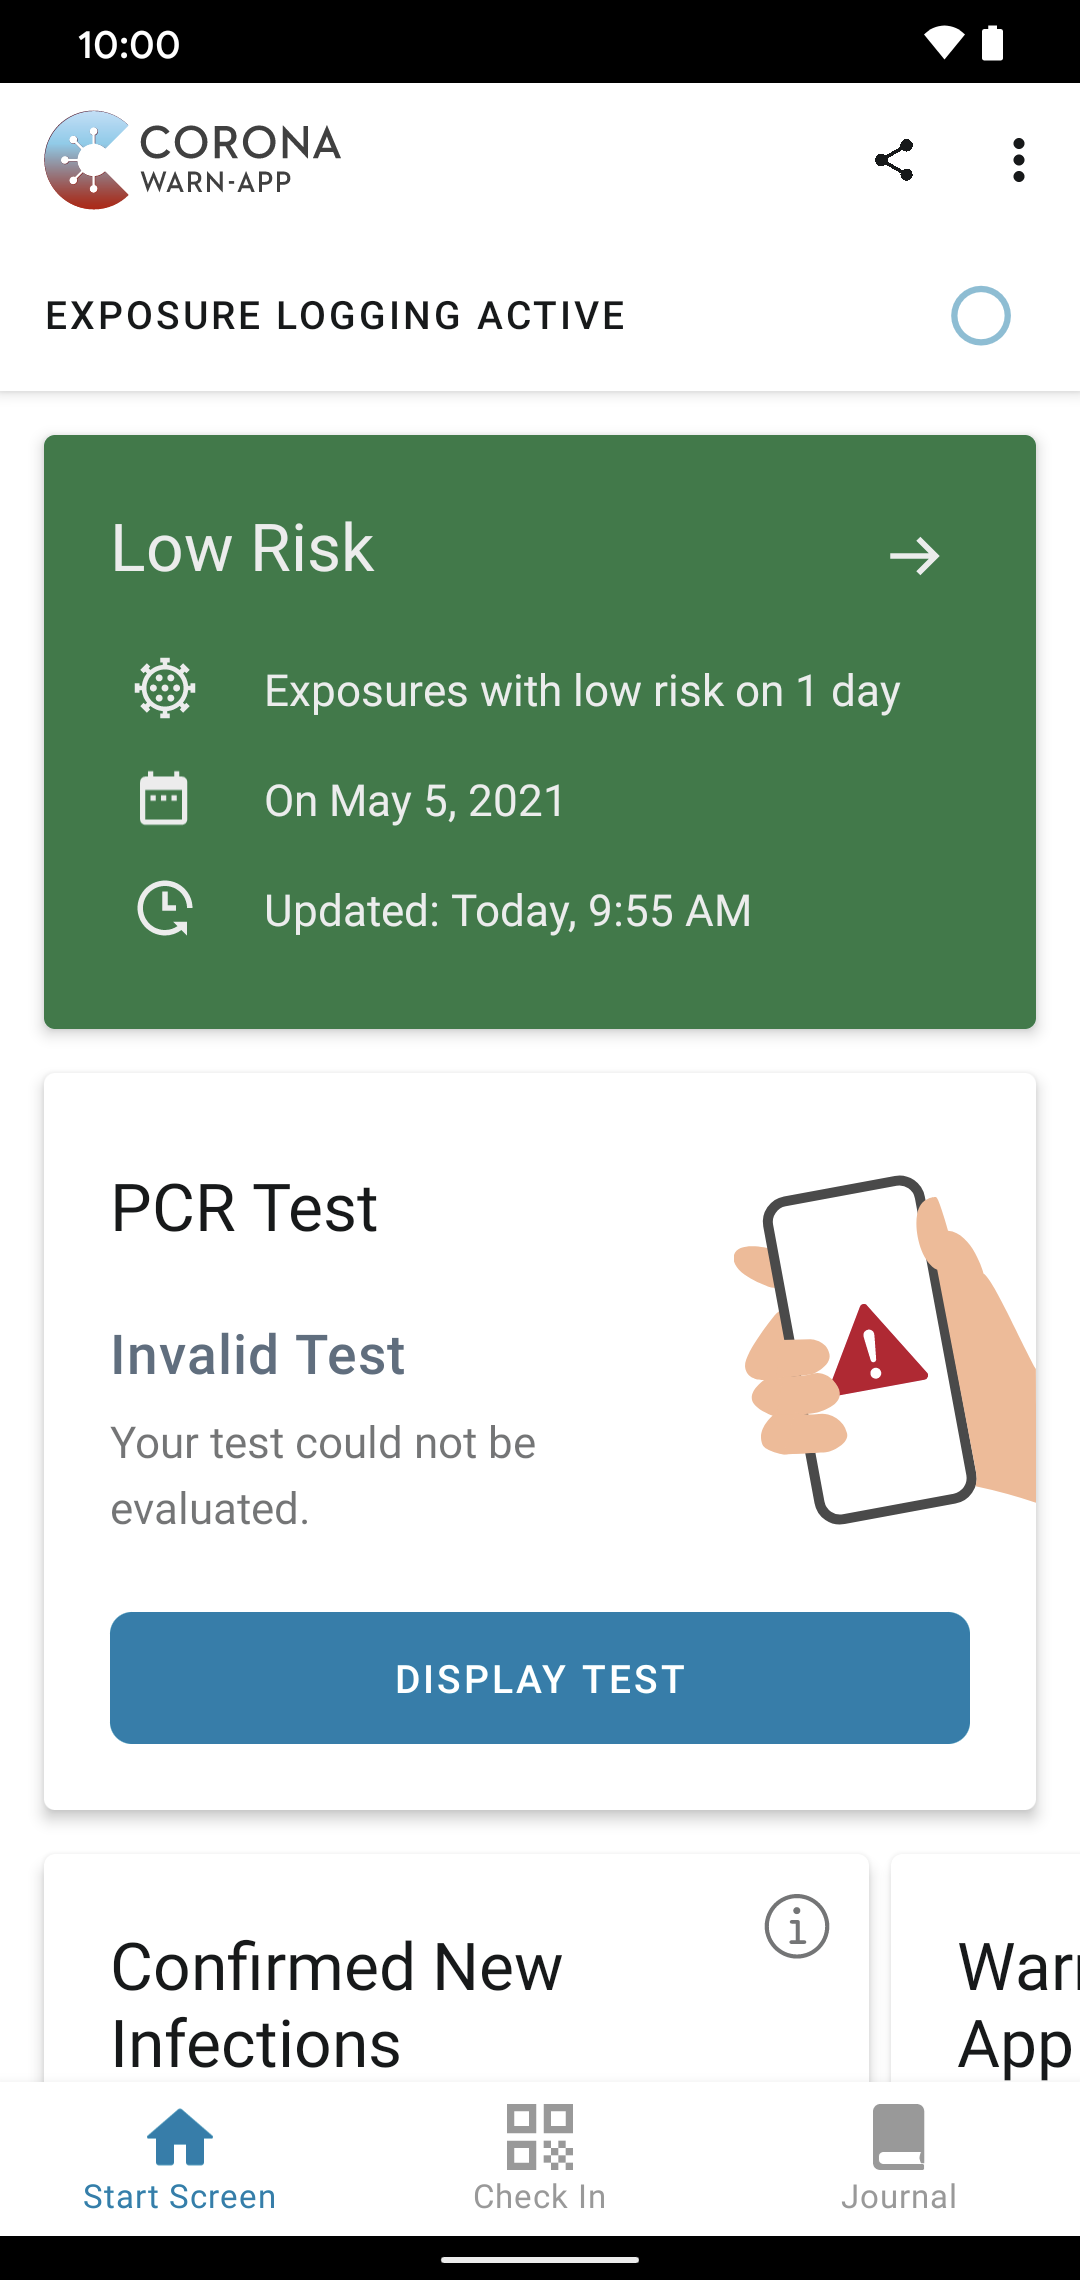 10:00
CORONA
WARN-APP
EXPOSURE LOGGING ACTIVE
Low Risk
Exposures with low risk on 1 day
On May 5, 2021
Updated: Today, 9:55 AM
PCR Test
Invalid Test
Your test could not be
evaluated.
DISPLAY TEST
Confirmed New
Infections
App
Start Screen
Check In
Journal